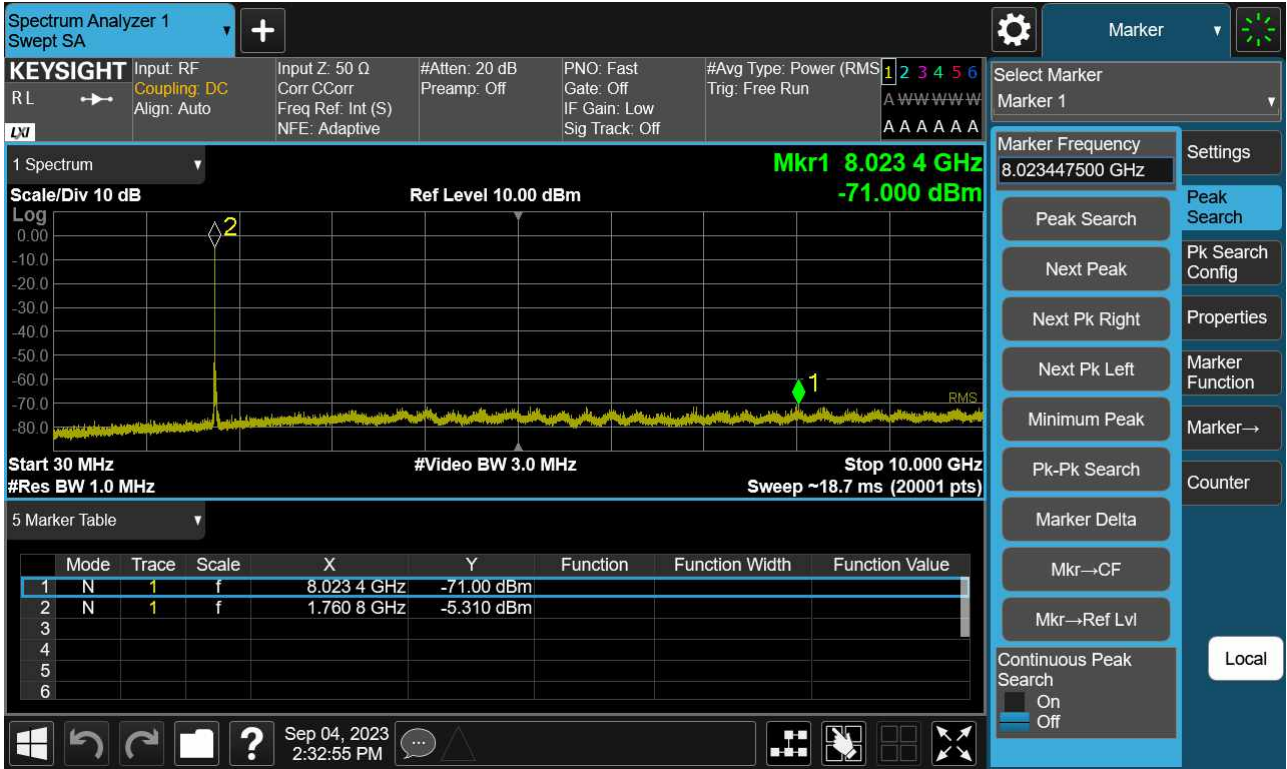 Spectrum Analyzer 1
Swept SA
+
Marker
KEYSIGHT
RL
LXI
Input: RF
Coupling: DC
Align: Auto
Input Z: 50 Ω
Corr CCorr
Freq Ref: Int (S)
NFE: Adaptive
#Atten: 20 dB
Preamp: Off
PNO: Fast
Gate: Off
IF Gain: Low
Sig Track: Off
#Avg Type: Power (RMS
Trig: Free Run
1 2 3 4 5 6
A W W W W W
A A A A A A
Select Marker
Marker 1
1 Spectrum
Mkr1 8.023 4 GHz
-71.000 dBm
Scale/Div 10 dB
Ref Level 10.00 dBm
Log
0.00
-10.0
-20.0
-30.0
-40.0
-50.0
-60.0
-70.0
-80.0
2
1
RMS
Start 30 MHz
#Video BW 3.0 MHz
Stop 10.000 GHz
#Res BW 1.0 MHz
Sweep ~18.7 ms (20001 pts)
5 Marker Table
Mode Trace Scale X Y Function Function Width Function Value
1 N 1 f 8.023 4 GHz -71.00 dBm
2 N 1 f 1.760 8 GHz -5.310 dBm
3
4
5
6
Marker Frequency
8.023447500 GHz
Peak Search
Next Peak
Next Pk Right
Next Pk Left
Minimum Peak
Pk-Pk Search
Marker Delta
Mkr→CF
Mkr→Ref Lvl
Continuous Peak
Search
On
Off
Settings
Peak
Search
Pk Search
Config
Properties
Marker
Function
Marker→
Counter
Local
?
Sep 04, 2023
2:32:55 PM